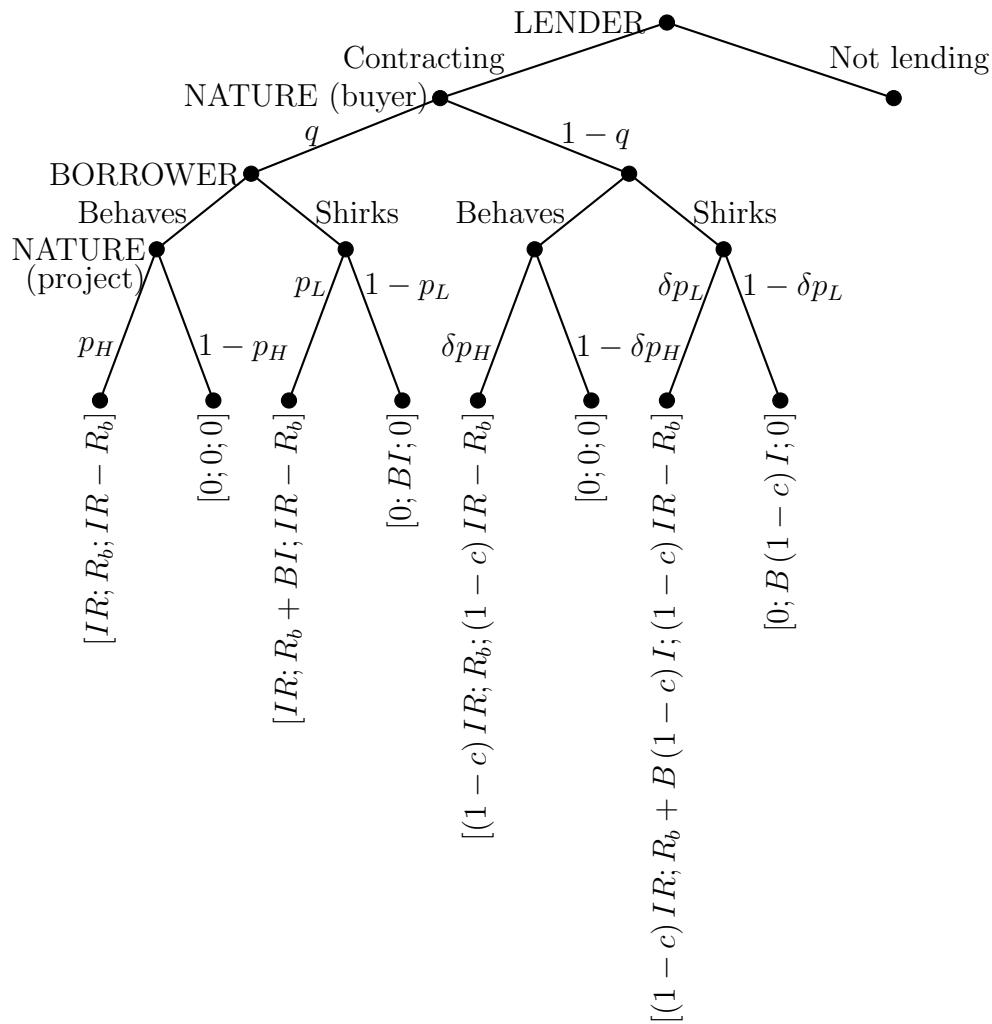 LENDER
Contracting
Not lending
NATURE (buyer)
q
1 − q
BORROWER
Behaves
Shirks
Behaves
Shirks
NATURE
(project)
p_L
1 − p_L
δp_L
1 − δp_L
p_H
1 − p_H
δp_H
1 − δp_H
[IR; R_b; IR − R_b]
[0; 0; 0]
[IR; R_b + BI; IR − R_b]
[0; BI; 0]
[(1 − c) IR; R_b; (1 − c) IR − R_b]
[0; 0; 0]
[(1 − c) IR; R_b + B (1 − c) I; (1 − c) IR − R_b]
[0; B (1 − c) I; 0]